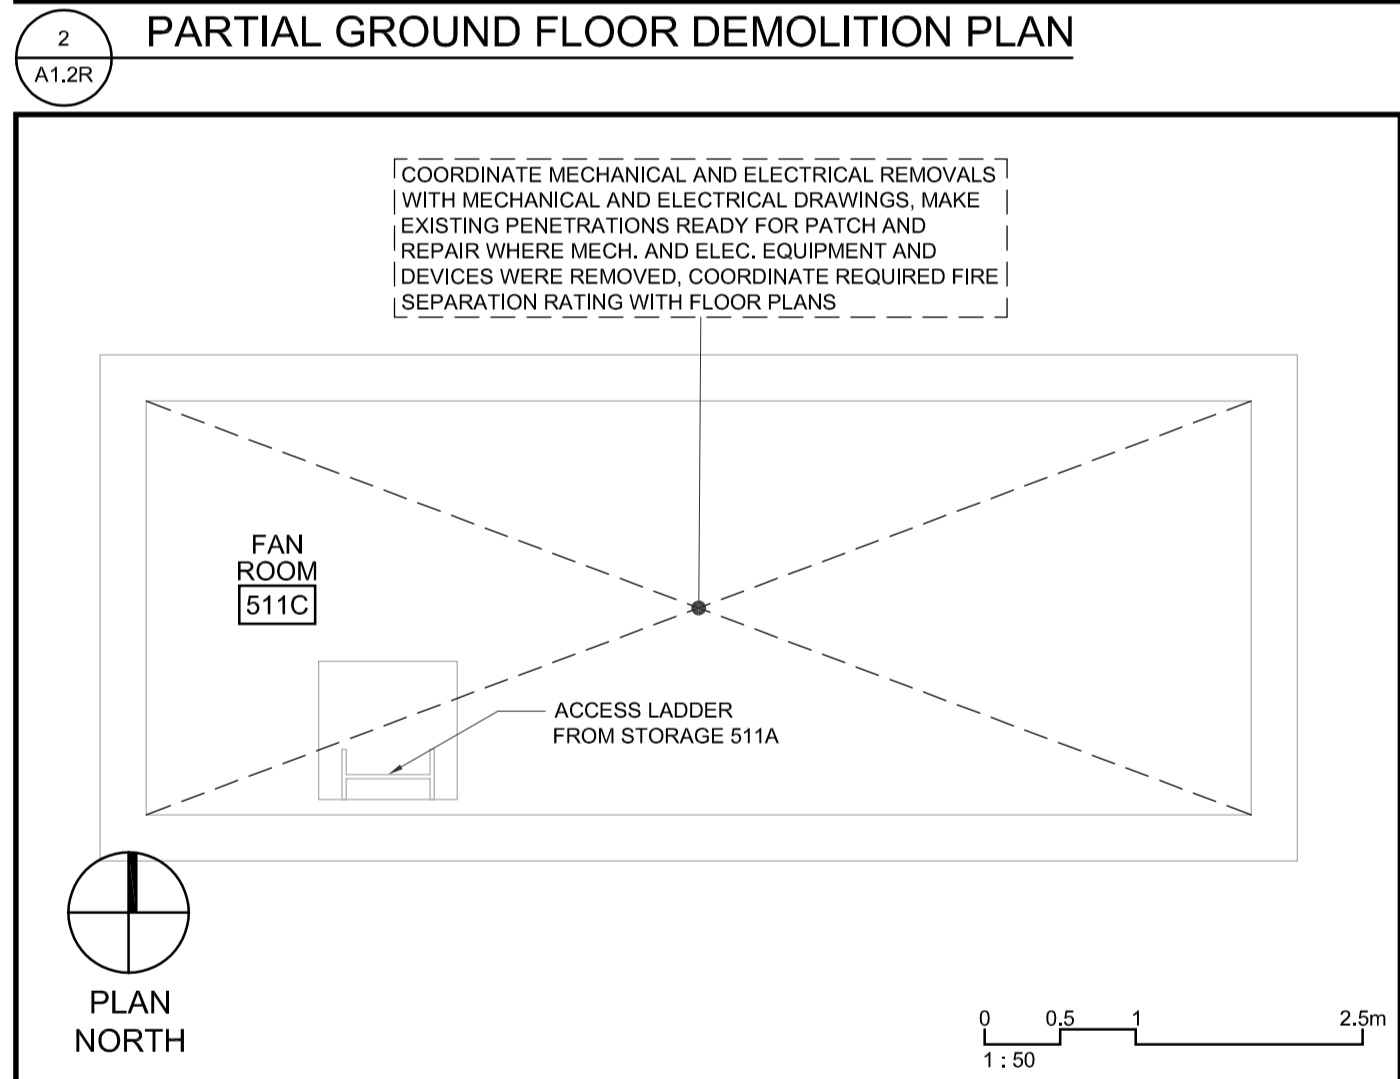 2
A1.2R
PARTIAL GROUND FLOOR DEMOLITION PLAN
COORDINATE MECHANICAL AND ELECTRICAL REMOVALS
WITH MECHANICAL AND ELECTRICAL DRAWINGS, MAKE
EXISTING PENETRATIONS READY FOR PATCH AND
REPAIR WHERE MECH. AND ELEC. EQUIPMENT AND
DEVICES WERE REMOVED, COORDINATE REQUIRED FIRE
SEPARATION RATING WITH FLOOR PLANS
FAN
ROOM
511C
ACCESS LADDER
FROM STORAGE 511A
PLAN
NORTH
0 0.5 1 2.5m
1 : 50